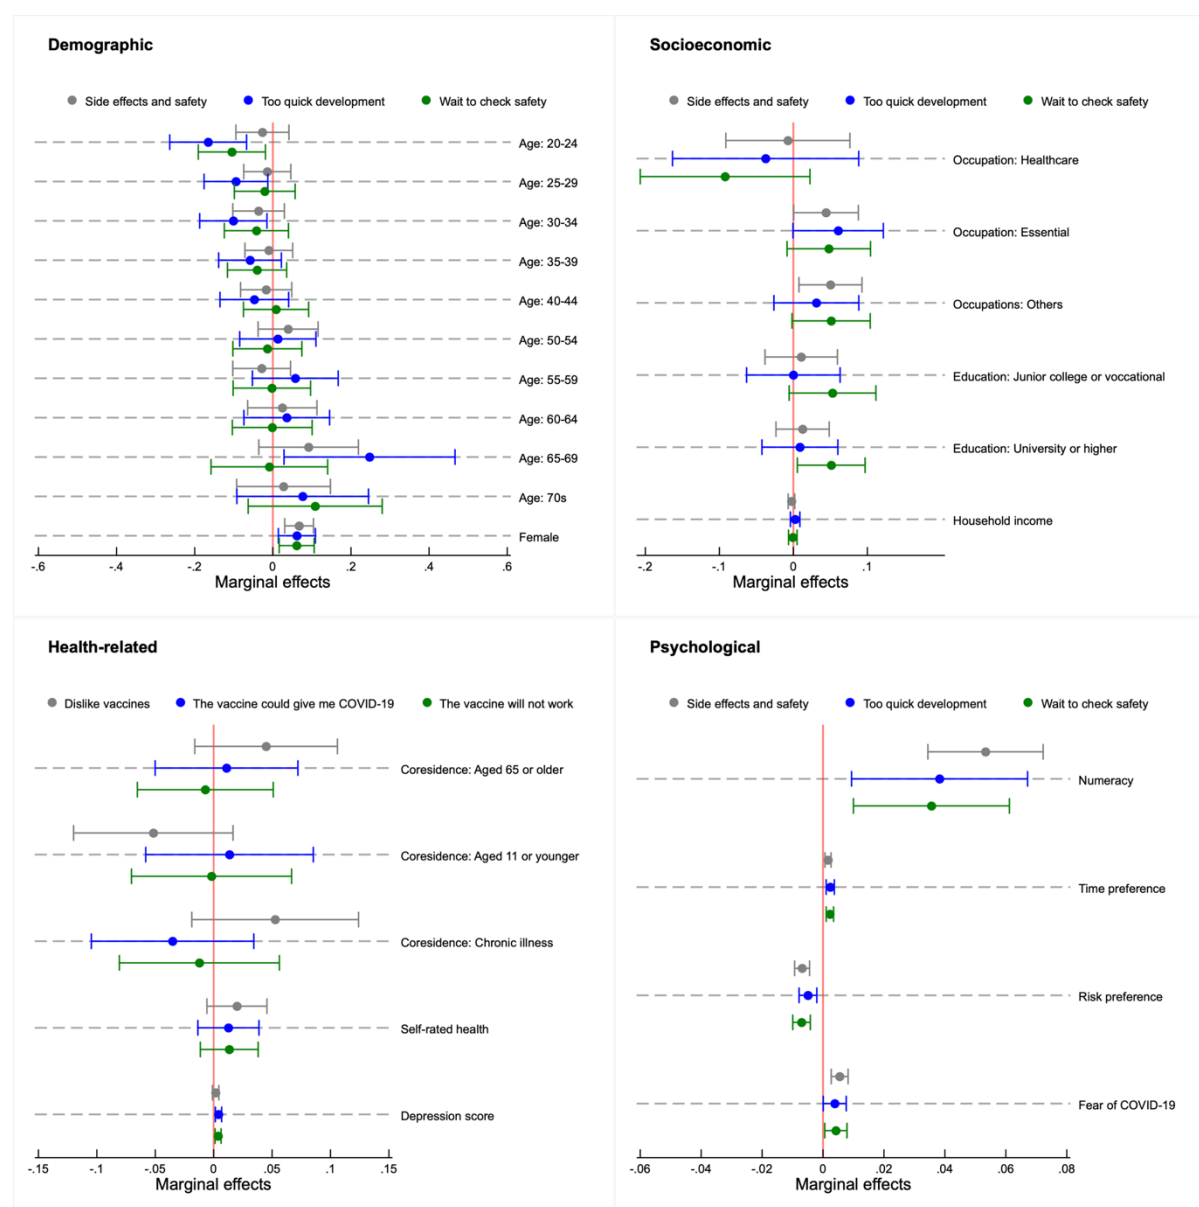 Demographic
Side effects and safety Too quick development Wait to check safety
Age: 20-24
Age: 25-29
Age: 30-34
Age: 35-39
Age: 40-44
Age: 50-54
Age: 55-59
Age: 60-64
Age: 65-69
Age: 70s
Female
-.6 -.4 -.2 0 .2 .4 .6
Marginal effects
Socioeconomic
Side effects and safety Too quick development Wait to check safety
Occupation: Healthcare
Occupation: Essential
Occupations: Others
Education: Junior college or voccational
Education: University or higher
Household income
-.2 -.1 0 .1
Marginal effects
Health-related
Dislike vaccines The vaccine could give me COVID-19 The vaccine will not work
Coresidence: Aged 65 or older
Coresidence: Aged 11 or younger
Coresidence: Chronic illness
Self-rated health
Depression score
-.15 -.1 -.05 0 .05 .1 .15
Marginal effects
Psychological
Side effects and safety Too quick development Wait to check safety
Numeracy
Time preference
Risk preference
Fear of COVID-19
-.06 -.04 -.02 0 .02 .04 .06 .08
Marginal effects